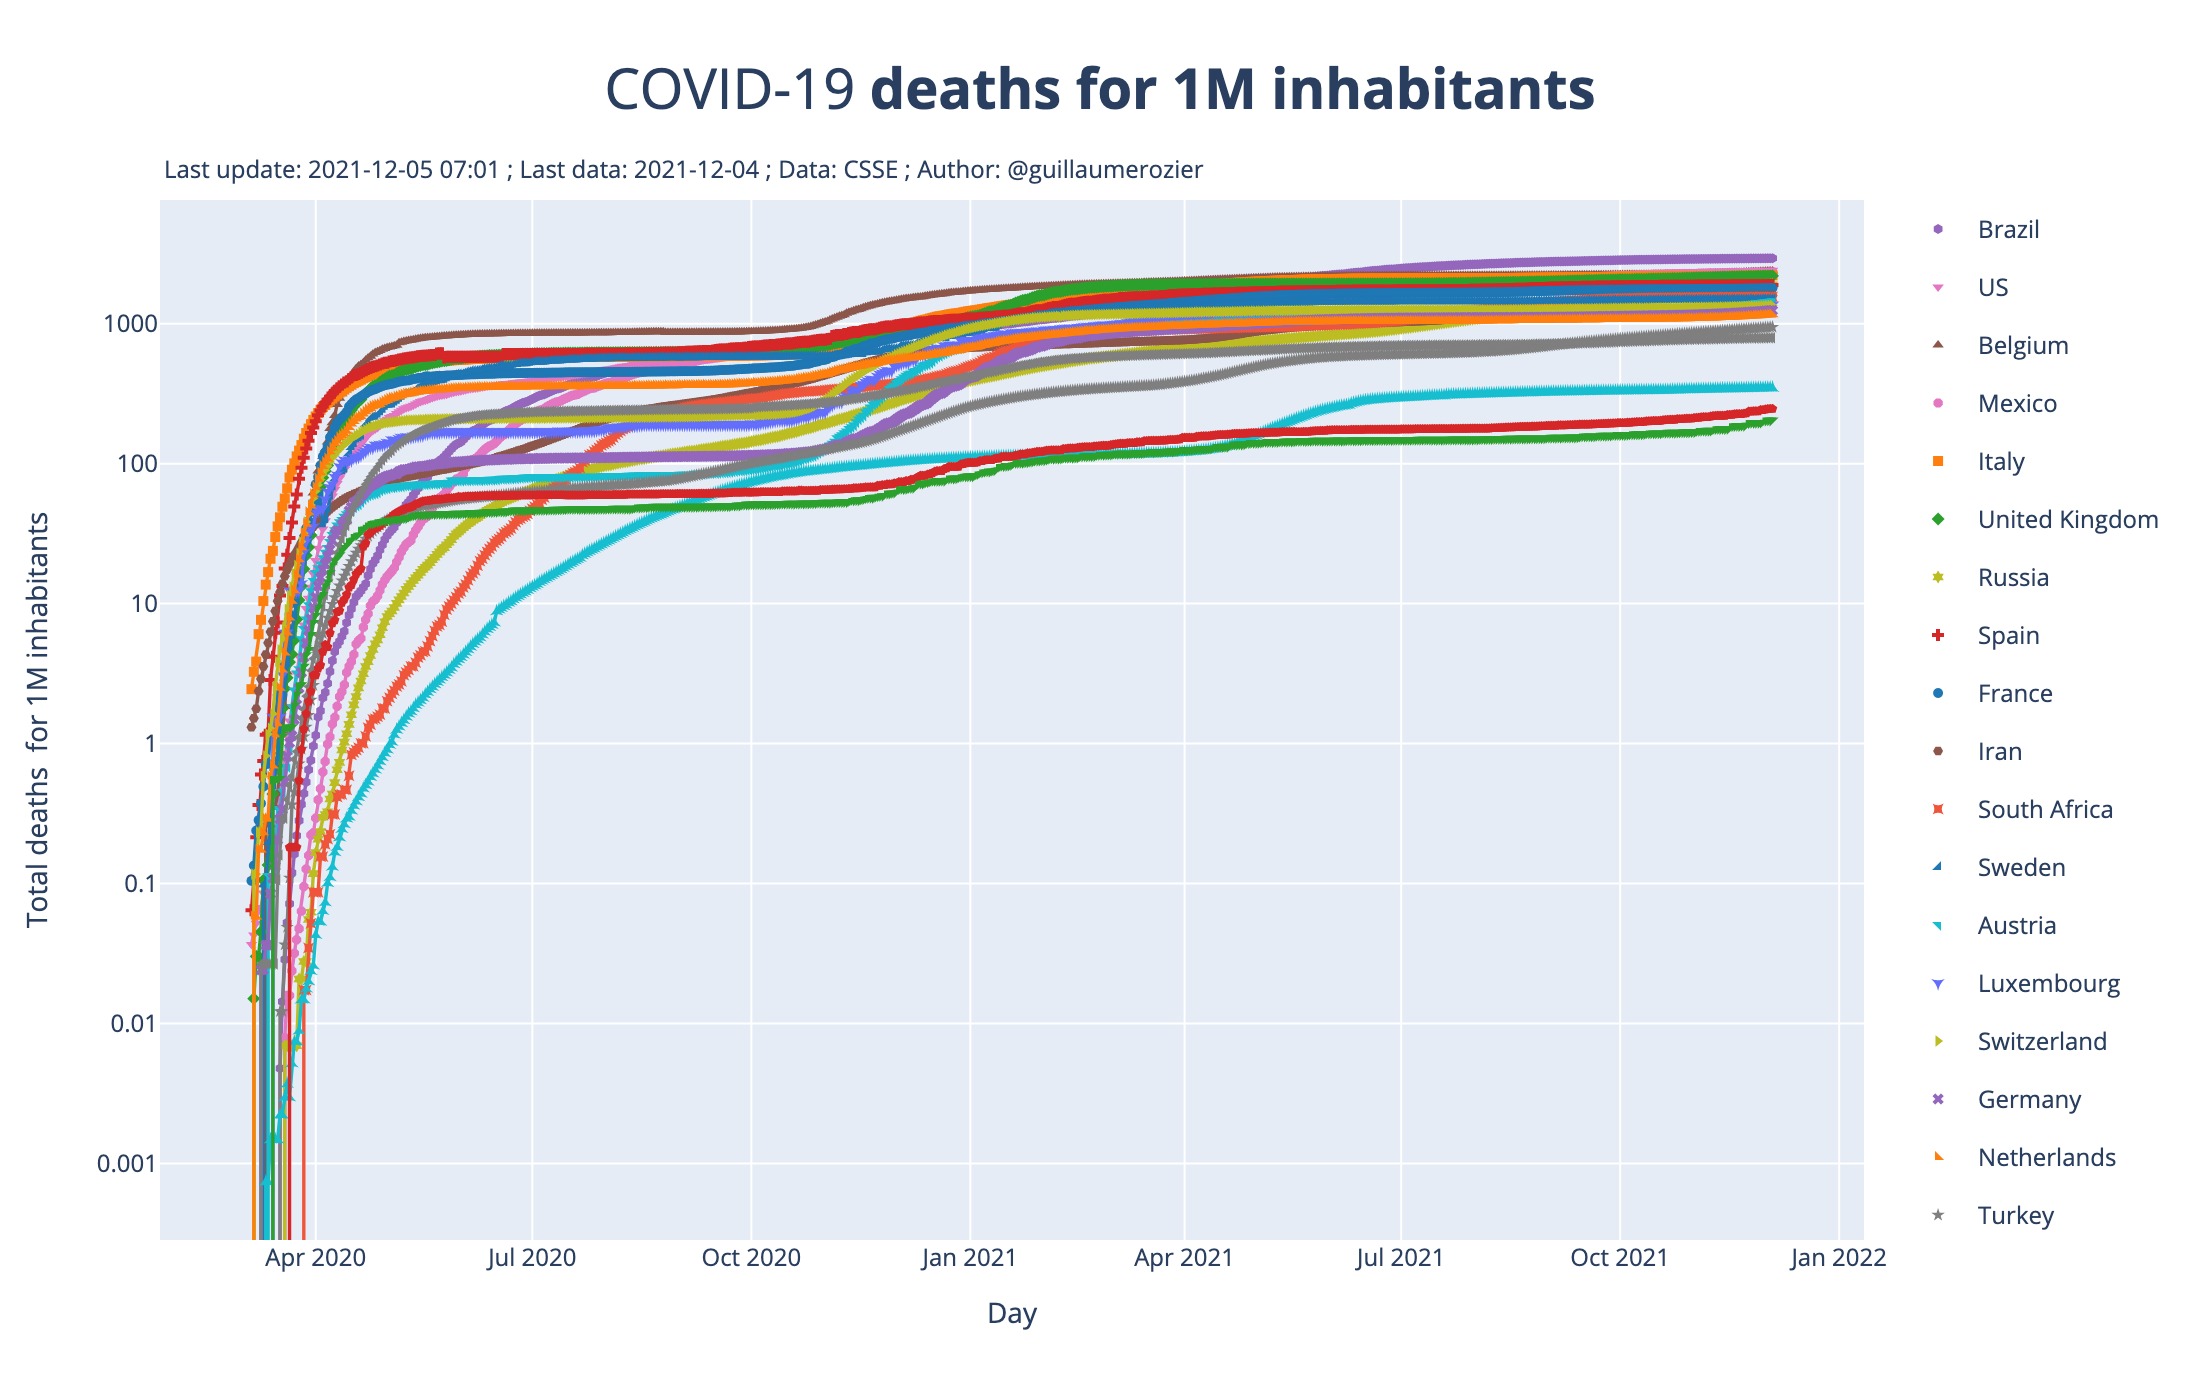 COVID-19 deaths for 1M inhabitants
Last update: 2021-12-05 07:01 ; Last data: 2021-12-04 ; Data: CSSE ; Author: @guillaumerozier
Total deaths  for 1M inhabitants
1000
100
10
1
0.1
0.01
0.001
Apr 2020
Jul 2020
Oct 2020
Jan 2021
Apr 2021
Jul 2021
Oct 2021
Jan 2022
Day
Brazil
US
Belgium
Mexico
Italy
United Kingdom
Russia
Spain
France
Iran
South Africa
Sweden
Austria
Luxembourg
Switzerland
Germany
Netherlands
Turkey